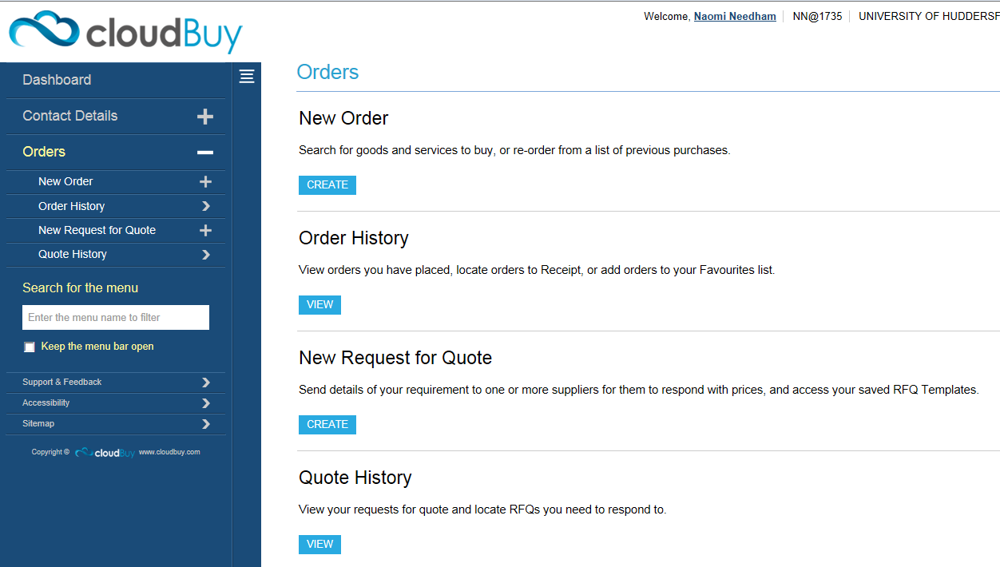 cloudBuy
Welcome, Naomi Needham NN@1735 UNIVERSITY OF HUDDERSF
Dashboard
Contact Details
Orders
New Order
Order History
New Request for Quote
Quote History
Search for the menu
Enter the menu name to filter
Keep the menu bar open
Support & Feedback
Accessibility
Sitemap
Copyright © cloudBuy www.cloudbuy.com
Orders
New Order
Search for goods and services to buy, or re-order from a list of previous purchases.
CREATE
Order History
View orders you have placed, locate orders to Receipt, or add orders to your Favourites list.
VIEW
New Request for Quote
Send details of your requirement to one or more suppliers for them to respond with prices, and access your saved RFQ Templates.
CREATE
Quote History
View your requests for quote and locate RFQs you need to respond to.
VIEW